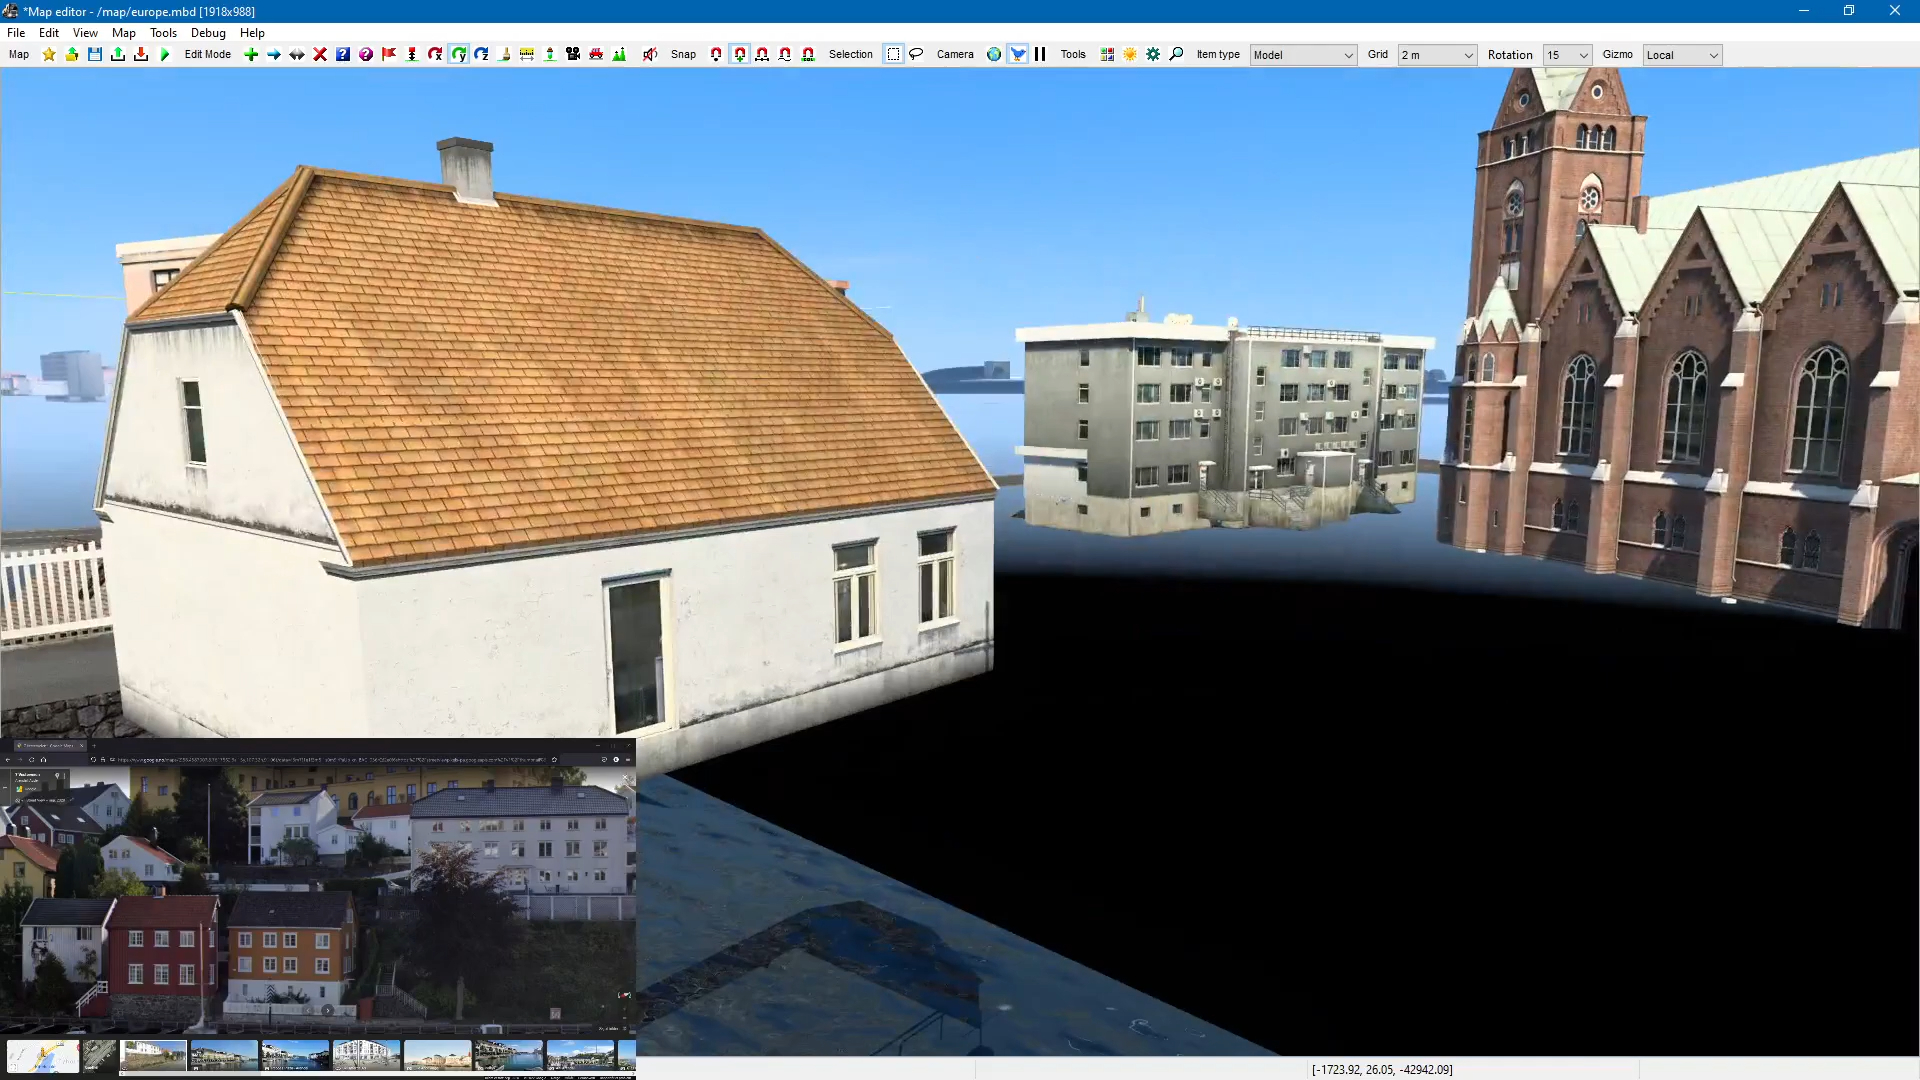 *Map editor - /map/europe.mbd [1918x988]
File Edit View Map Tools Debug Help
Map Edit Mode Snap Selection Camera Tools Item type Model Grid 2 m Rotation 15 Gizmo Local
[-1723.92, 26.05, -42942.09]